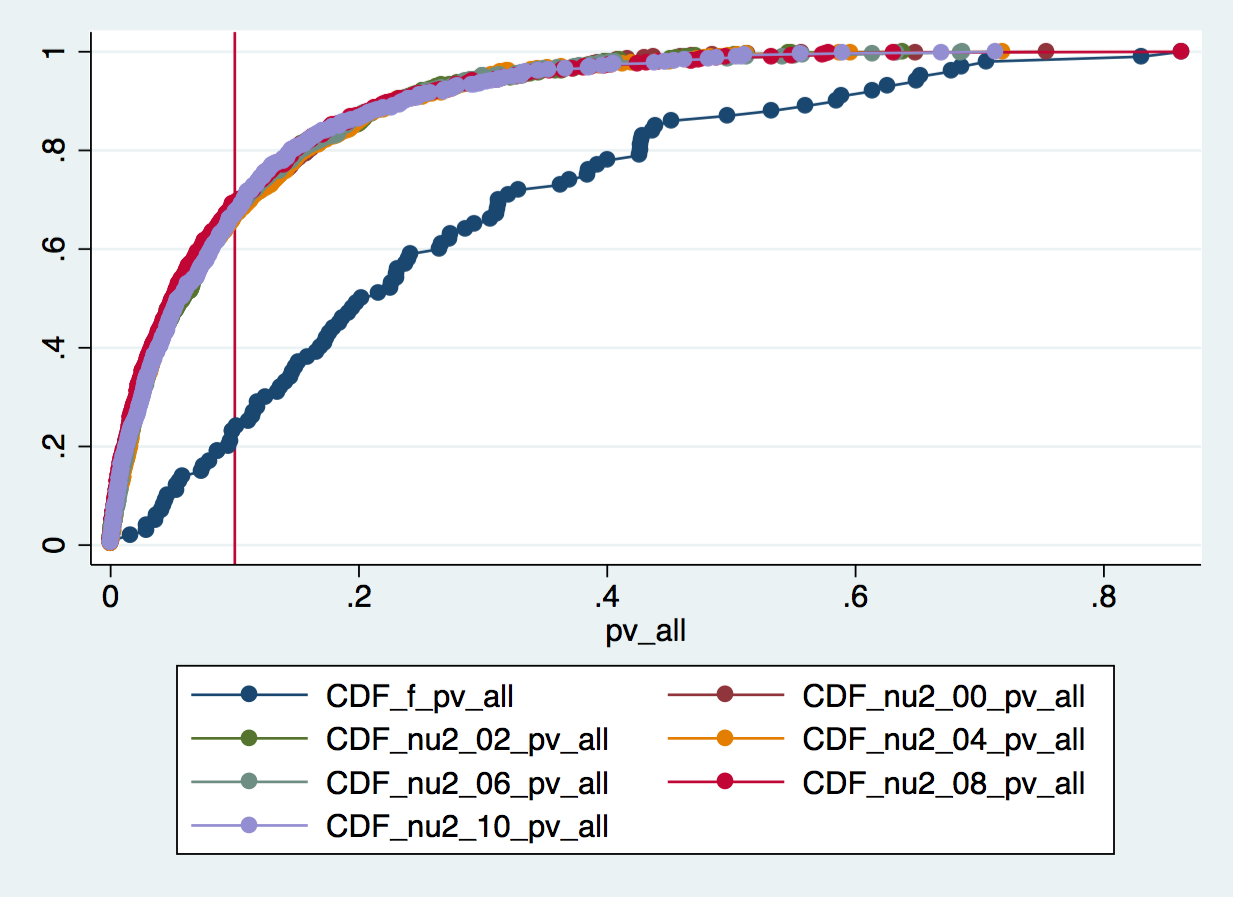 1
.8
.6
.4
.2
0
0 .2 .4 .6 .8
pv_all
CDF_f_pv_all CDF_nu2_00_pv_all
CDF_nu2_02_pv_all CDF_nu2_04_pv_all
CDF_nu2_06_pv_all CDF_nu2_08_pv_all
CDF_nu2_10_pv_all